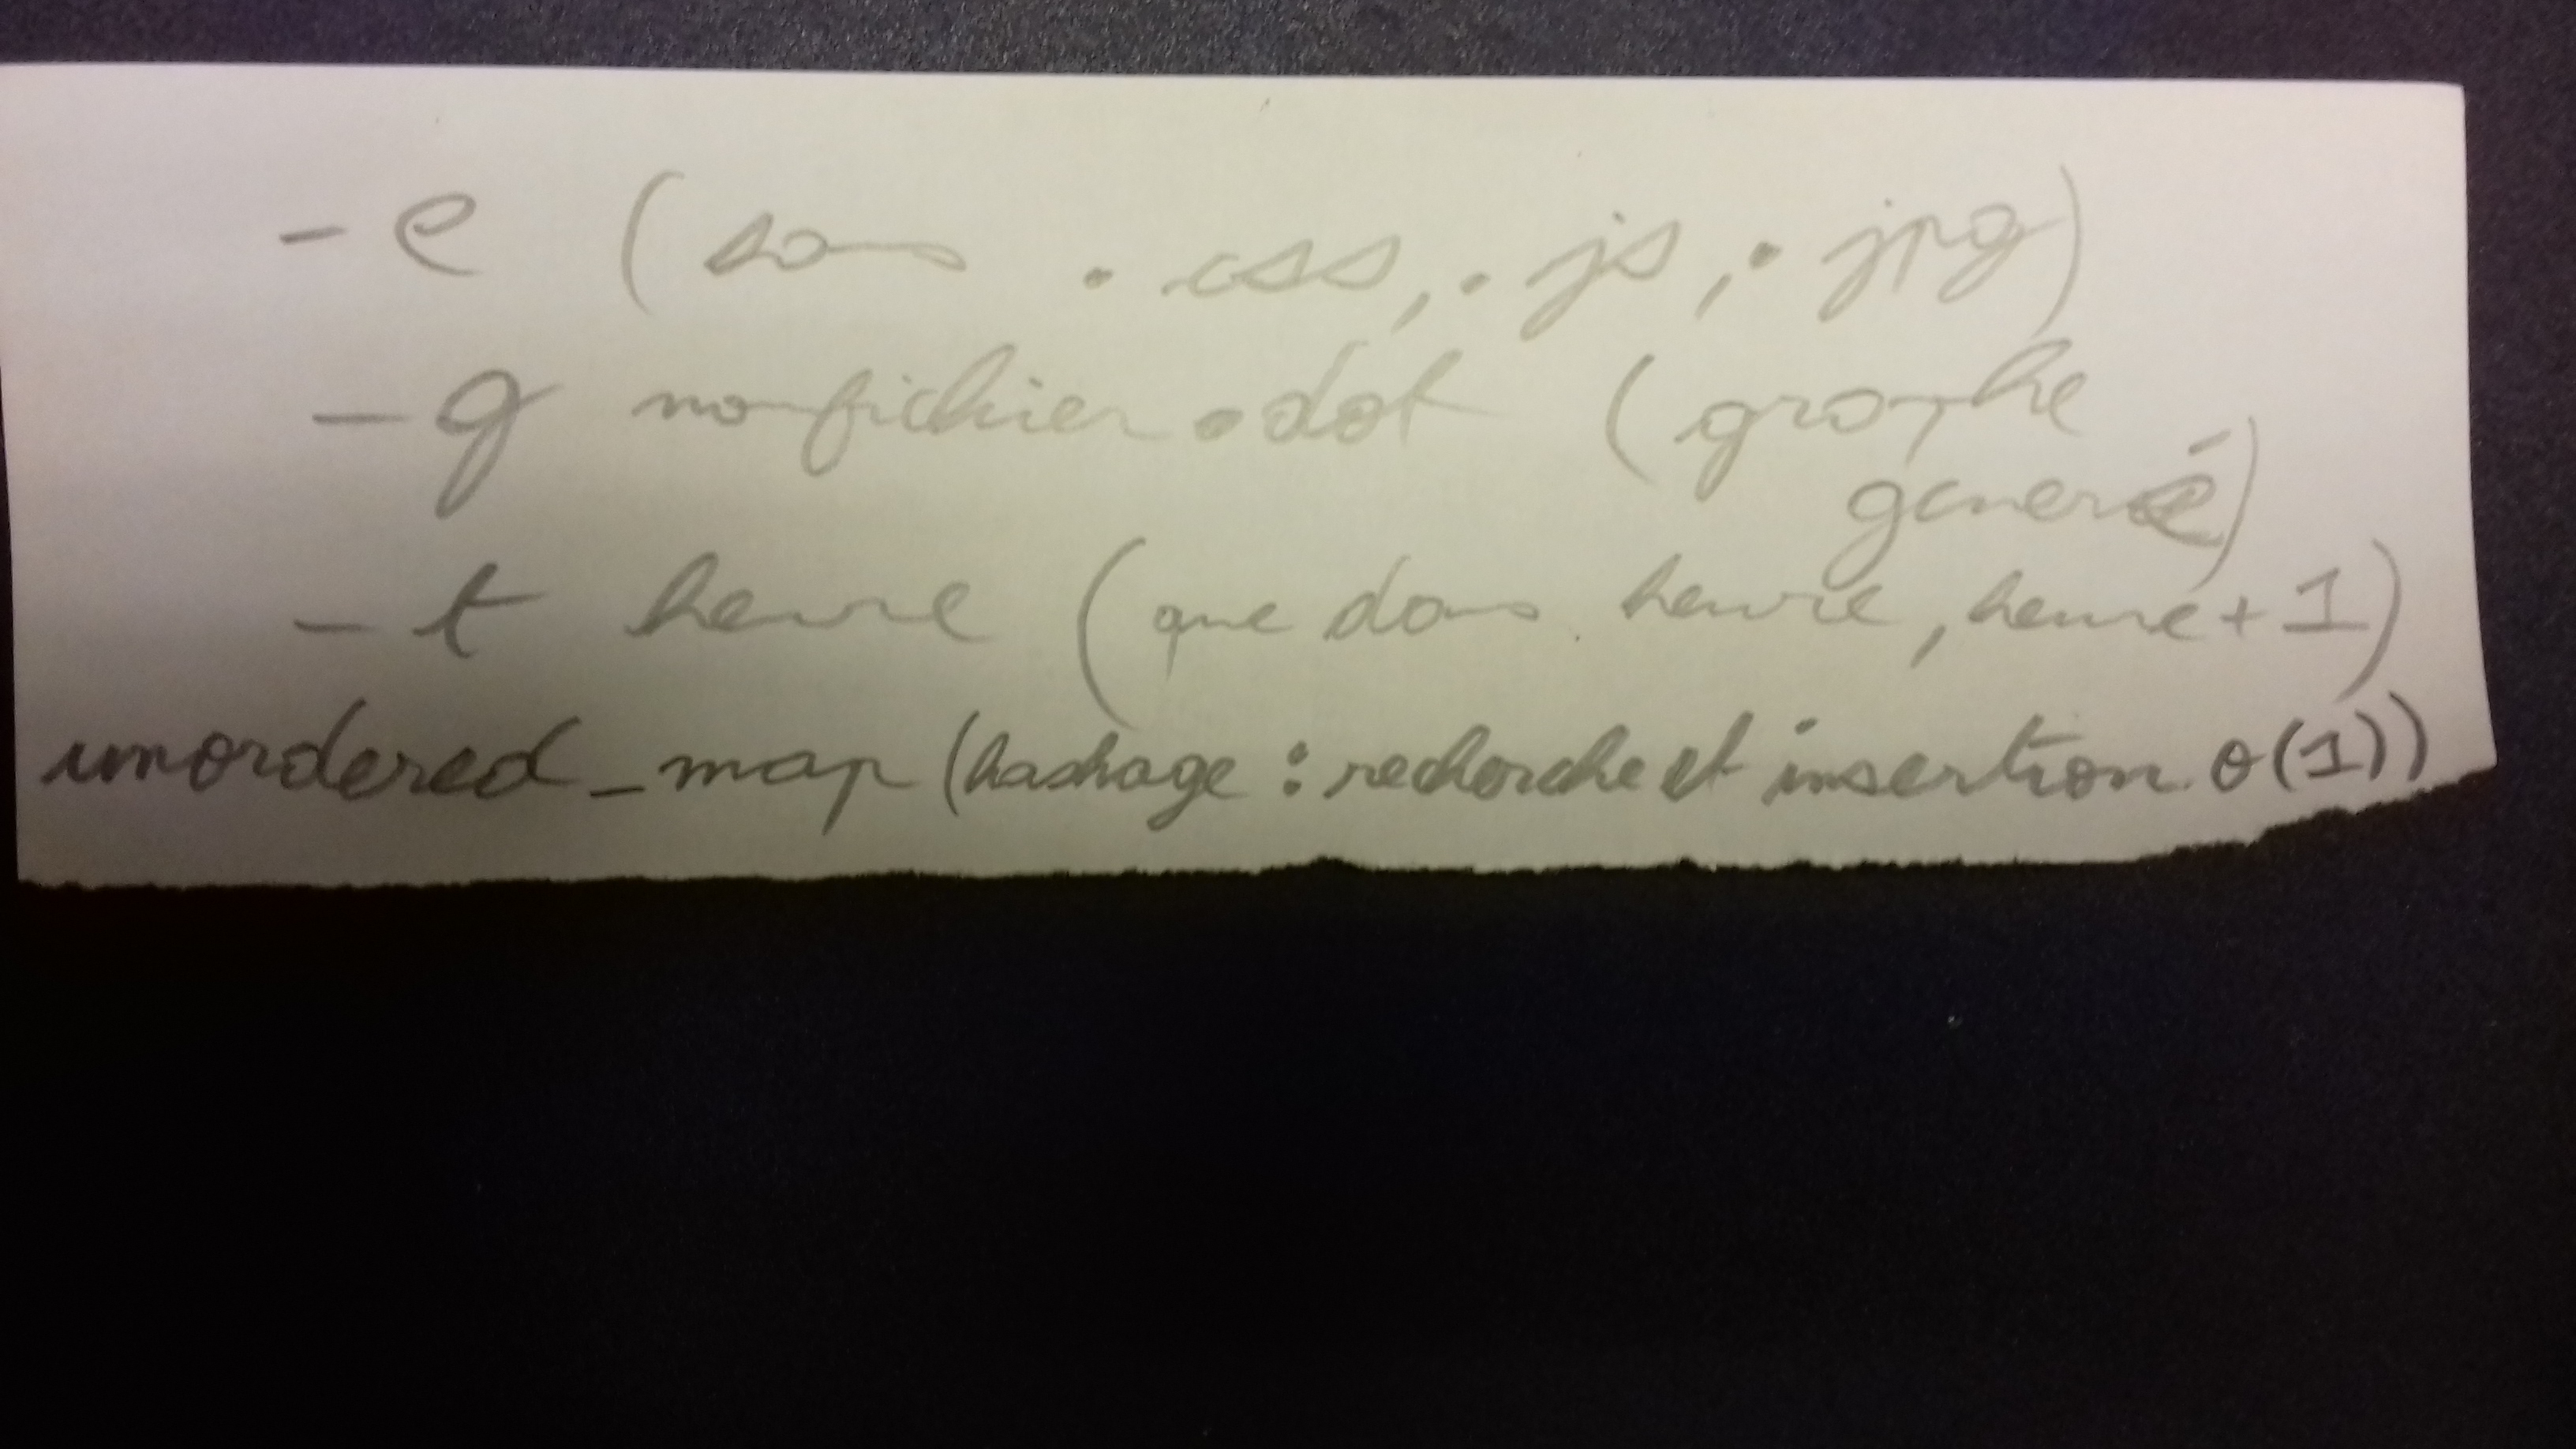 - e (sans .css, .js, .jpg)
- g nomfichier.dot (graphe
généré)
- t heure (que dans heure, heure + 1)
unordered_map (hashage : recherche et insertion θ(1))